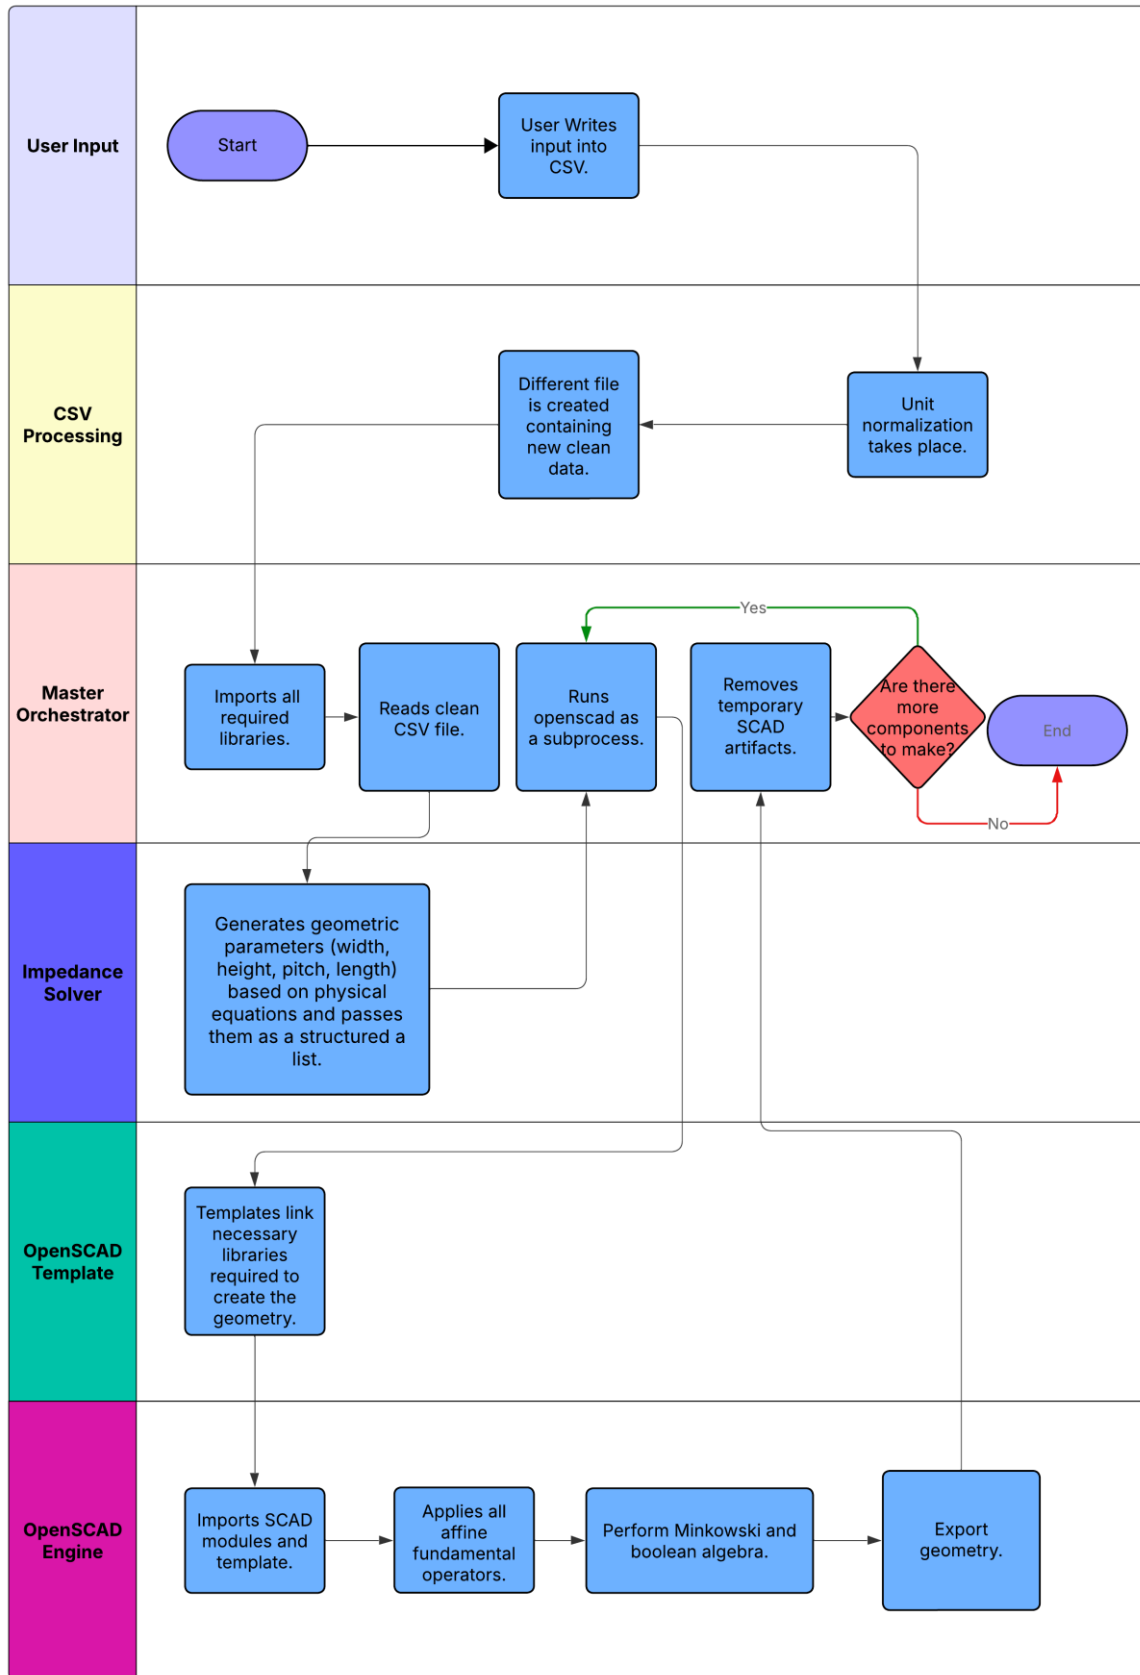 User Input
Start
User Writes
input into
CSV.
CSV
Processing
Different file
is created
containing
new clean
data.
Unit
normalization
takes place.
Master
Orchestrator
Imports all
required
libraries.
Reads clean
CSV file.
Runs
openscad as
a subprocess.
Removes
temporary
SCAD
artifacts.
Yes
Are there
more
components
to make?
End
No
Impedance
Solver
Generates geometric
parameters (width,
height, pitch, length)
based on physical
equations and passes
them as a structured a
list.
OpenSCAD
Template
Templates link
necessary
libraries
required to
create the
geometry.
OpenSCAD
Engine
Imports SCAD
modules and
template.
Applies all
affine
fundamental
operators.
Perform Minkowski and
boolean algebra.
Export
geometry.